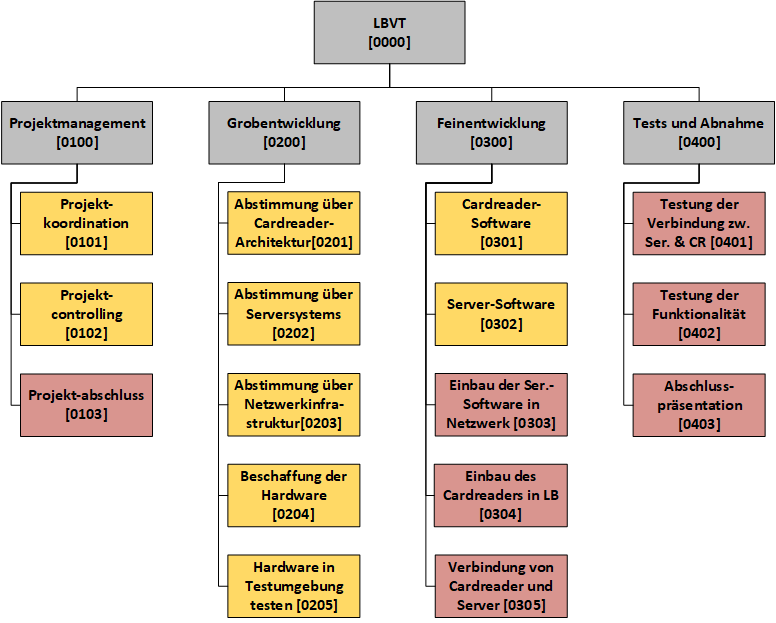 LBVT
[0000]
Projektmanagement
[0100]
Projekt-
koordination
[0101]
Projekt-
controlling
[0102]
Projekt-abschluss
[0103]
Grobentwicklung
[0200]
Abstimmung über
Cardreader-
Architektur[0201]
Abstimmung über
Serversystems
[0202]
Abstimmung über
Netzwerkinfra-
struktur[0203]
Beschaffung der
Hardware
[0204]
Hardware in
Testumgebung
testen [0205]
Feinentwicklung
[0300]
Cardreader-
Software
[0301]
Server-Software
[0302]
Einbau der Ser.-
Software in
Netzwerk [0303]
Einbau des
Cardreaders in LB
[0304]
Verbindung von
Cardreader und
Server [0305]
Tests und Abnahme
[0400]
Testung der
Verbindung zw.
Ser. & CR [0401]
Testung der
Funktionalität
[0402]
Abschluss-
präsentation
[0403]